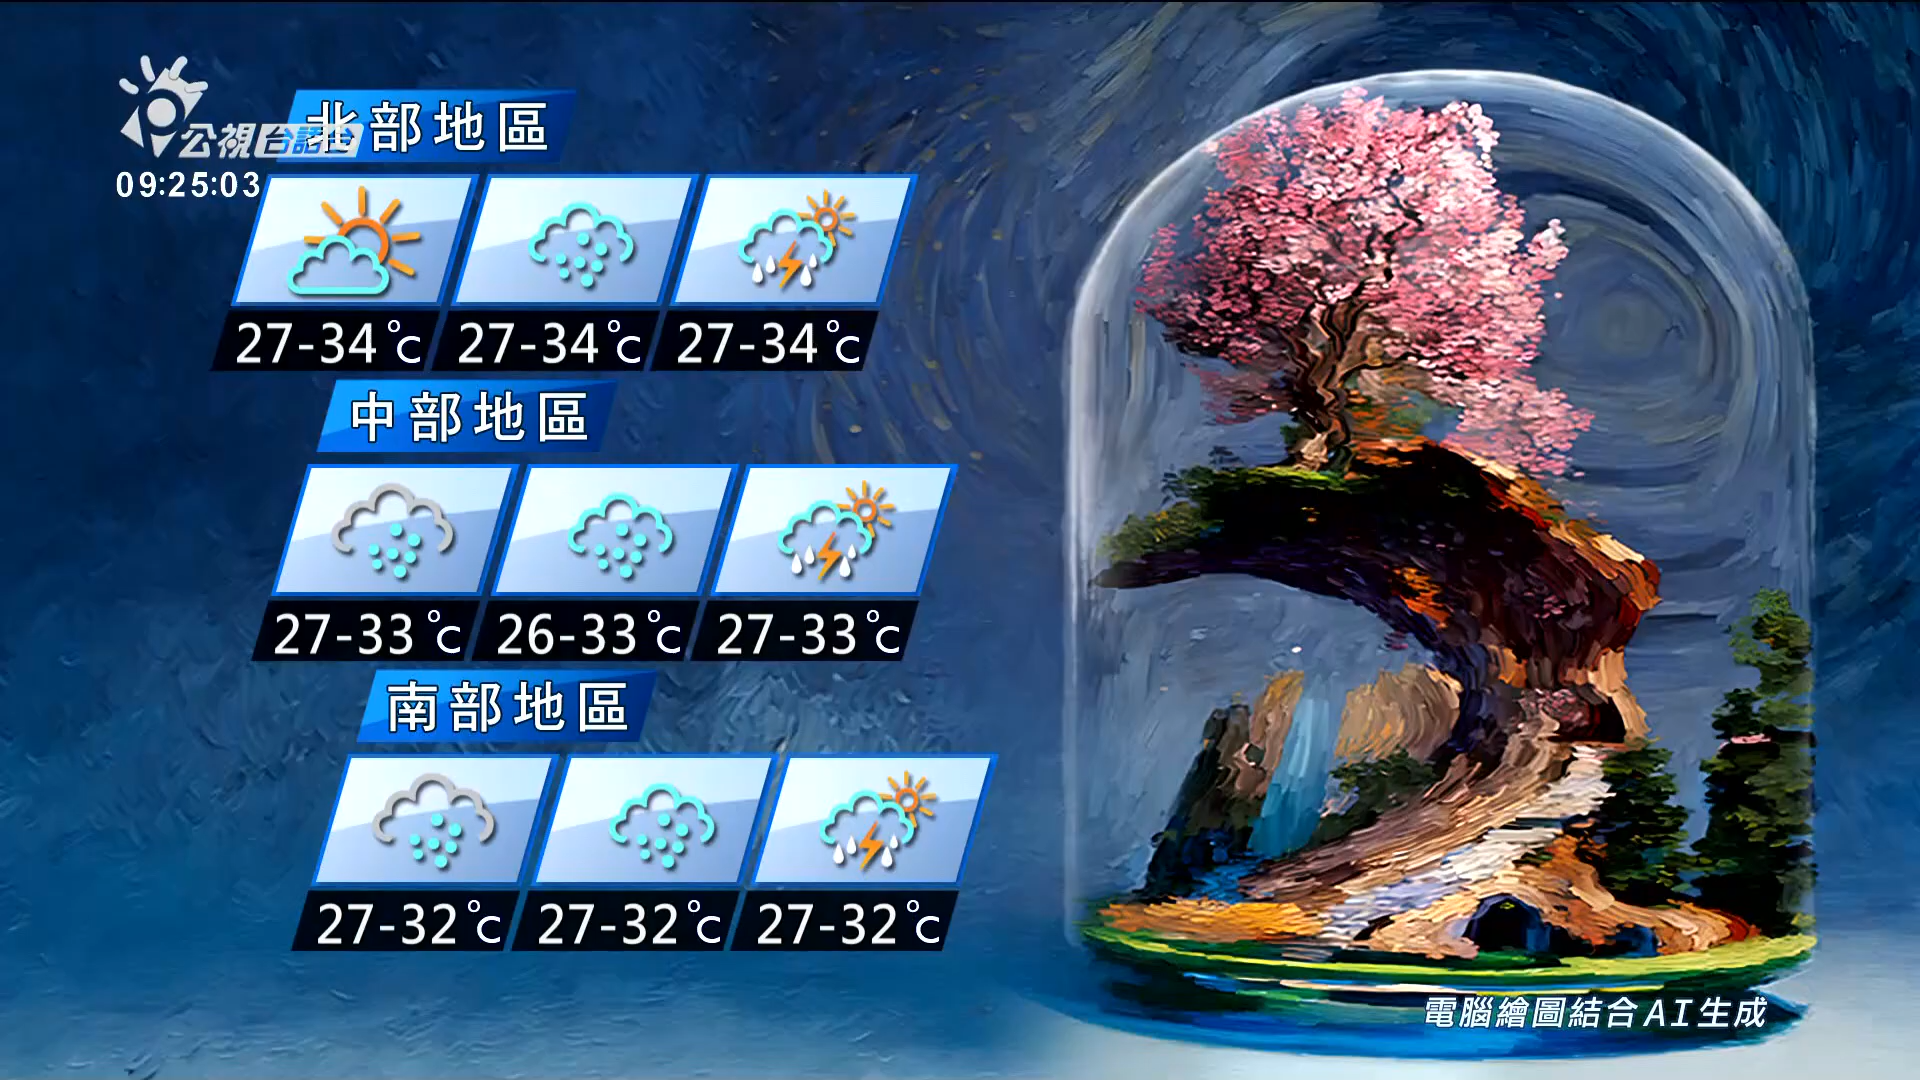 公視台語台
09:25:03
北部地區
27-34℃ 27-34℃ 27-34℃
中部地區
27-33℃ 26-33℃ 27-33℃
南部地區
27-32℃ 27-32℃ 27-32℃
電腦繪圖結合AI生成